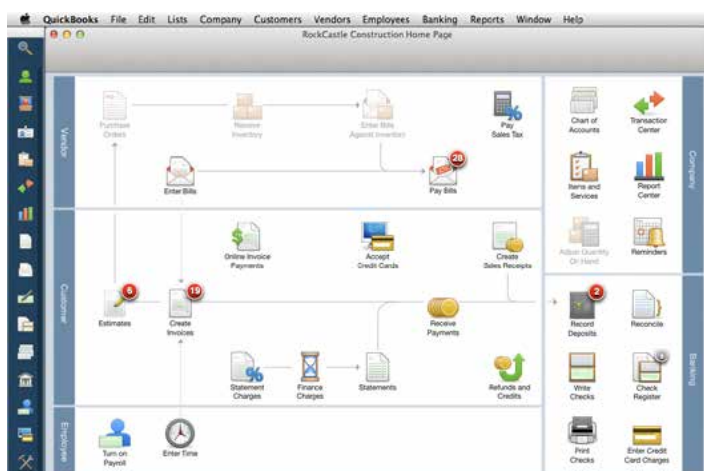 QuickBooks File Edit Lists Company Customers Vendors Employees Banking Reports Window Help
RockCastle Construction Home Page
Vendor
Purchase
Orders
Receive
Inventory
Enter Bills
Against Inventory
Pay
Sales Tax
Enter Bills
28
Pay Bills
Customer
Online Invoice
Payments
Accept
Credit Cards
Create
Sales Receipts
6
Estimates
19
Create
Invoices
Receive
Payments
Statement
Charges
Finance
Charges
Statements
Refunds and
Credits
Employee
Turn on
Payroll
Enter Time
Company
Chart of
Accounts
Transaction
Center
Items and
Services
Report
Center
Adjust Quantity
On Hand
Reminders
Banking
2
Record
Deposits
Reconcile
Write
Checks
Check
Register
Print
Checks
Enter Credit
Card Charges